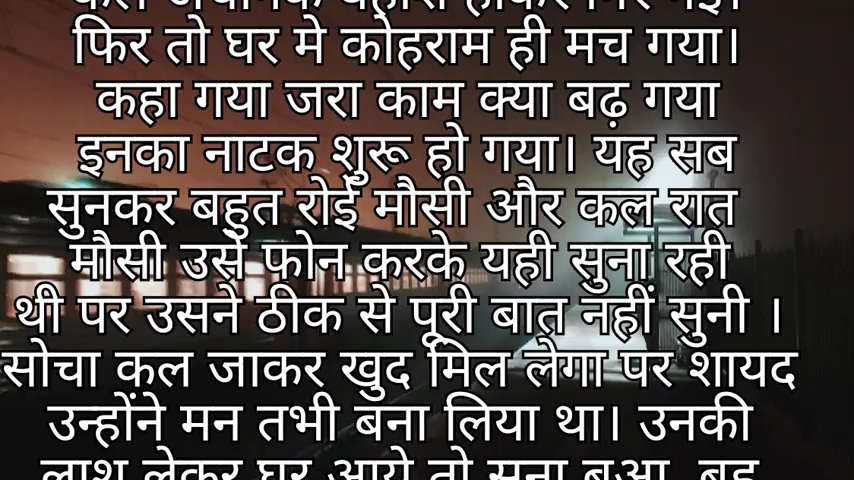 फिर तो घर मे कोहराम ही मच गया।
कहा गया जरा काम क्या बढ़ गया
इनका नाटक शुरू हो गया। यह सब
सुनकर बहुत रोईं मौसी और कल रात
मौसी उसे फोन करके यही सुना रही
थी पर उसने ठीक से पूरी बात नहीं सुनी ।
सोचा कल जाकर खुद मिल लेगा पर शायद
उन्होंने मन तभी बना लिया था। उनकी
लाश लेकर घर आये तो सुना बुआ, बहू